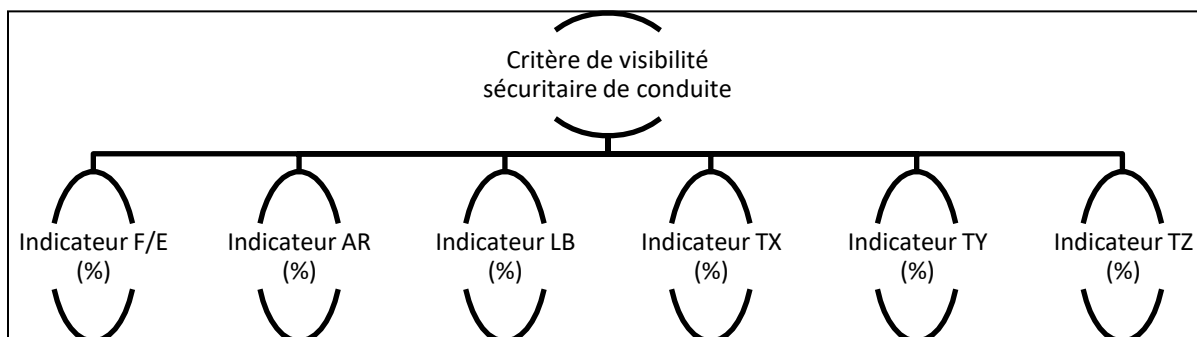 Critère de visibilité
sécuritaire de conduite
Indicateur F/E
(%)
Indicateur AR
(%)
Indicateur LB
(%)
Indicateur TX
(%)
Indicateur TY
(%)
Indicateur TZ
(%)